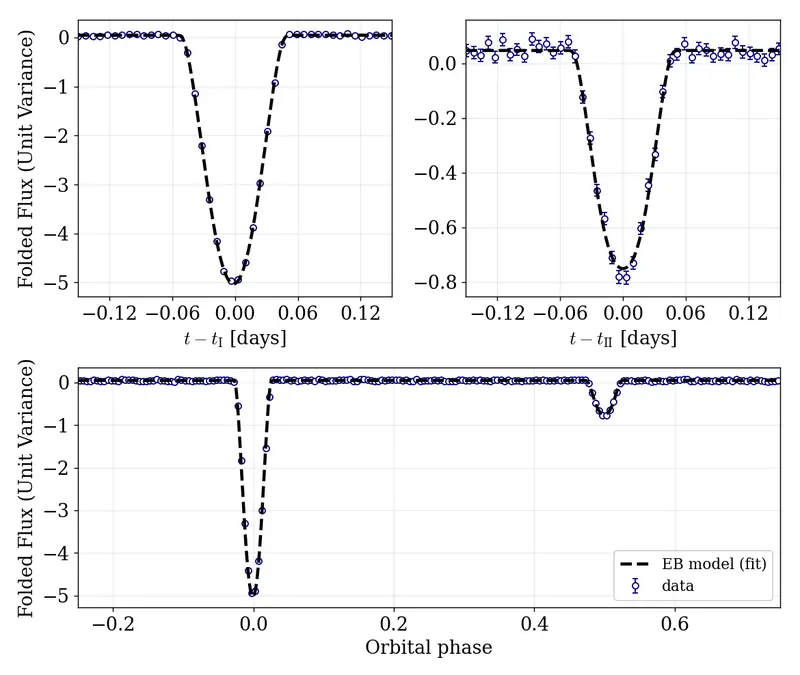 Folded Flux (Unit Variance)
0
−1
−2
−3
−4
−5
−0.12 −0.06 0.00 0.06 0.12
t − t_I [days]
0.0
−0.2
−0.4
−0.6
−0.8
−0.12 −0.06 0.00 0.06 0.12
t − t_II [days]
Folded Flux (Unit Variance)
0
−1
−2
−3
−4
−5
EB model (fit)
data
−0.2 0.0 0.2 0.4 0.6
Orbital phase